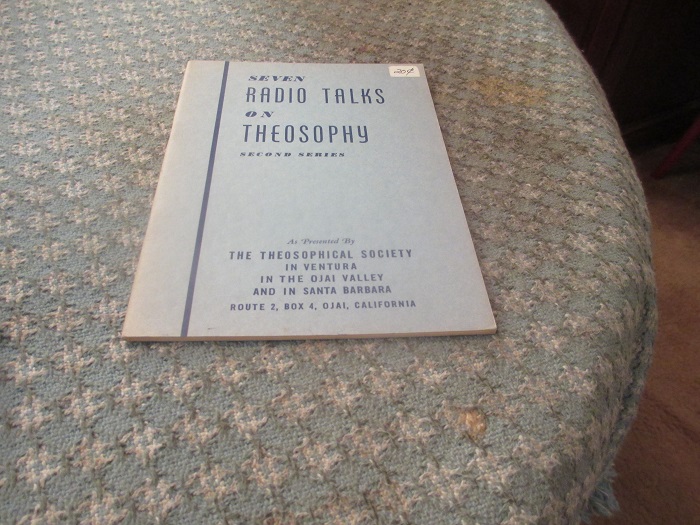 SEVEN
RADIO TALKS
ON
THEOSOPHY
SECOND SERIES
As Presented By
THE THEOSOPHICAL SOCIETY
IN VENTURA
IN THE OJAI VALLEY
AND IN SANTA BARBARA
ROUTE 2, BOX 4, OJAI, CALIFORNIA
20¢